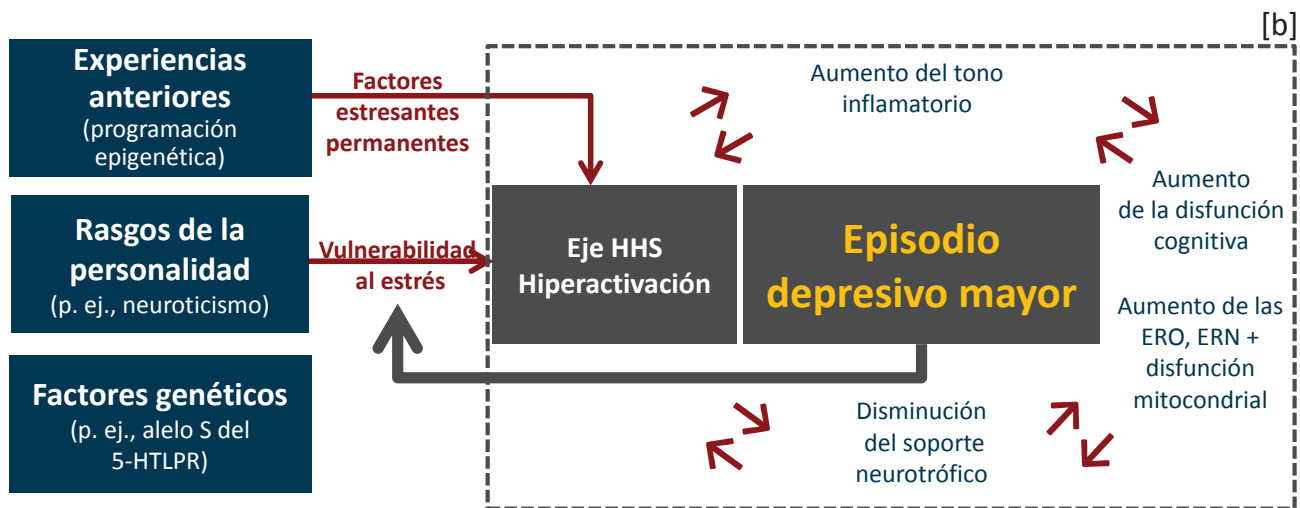 [b]
Experiencias
anteriores
(programación
epigenética)
Factores
estresantes
permanentes
Aumento del tono
inflamatorio
Rasgos de la
personalidad
(p. ej., neuroticismo)
Vulnerabilidad
al estrés
Eje HHS
Hiperactivación
Episodio
depresivo mayor
Aumento
de la disfunción
cognitiva
Aumento de las
ERO, ERN +
disfunción
mitocondrial
Factores genéticos
(p. ej., alelo S del
5-HTLPR)
Disminución
del soporte
neurotrófico